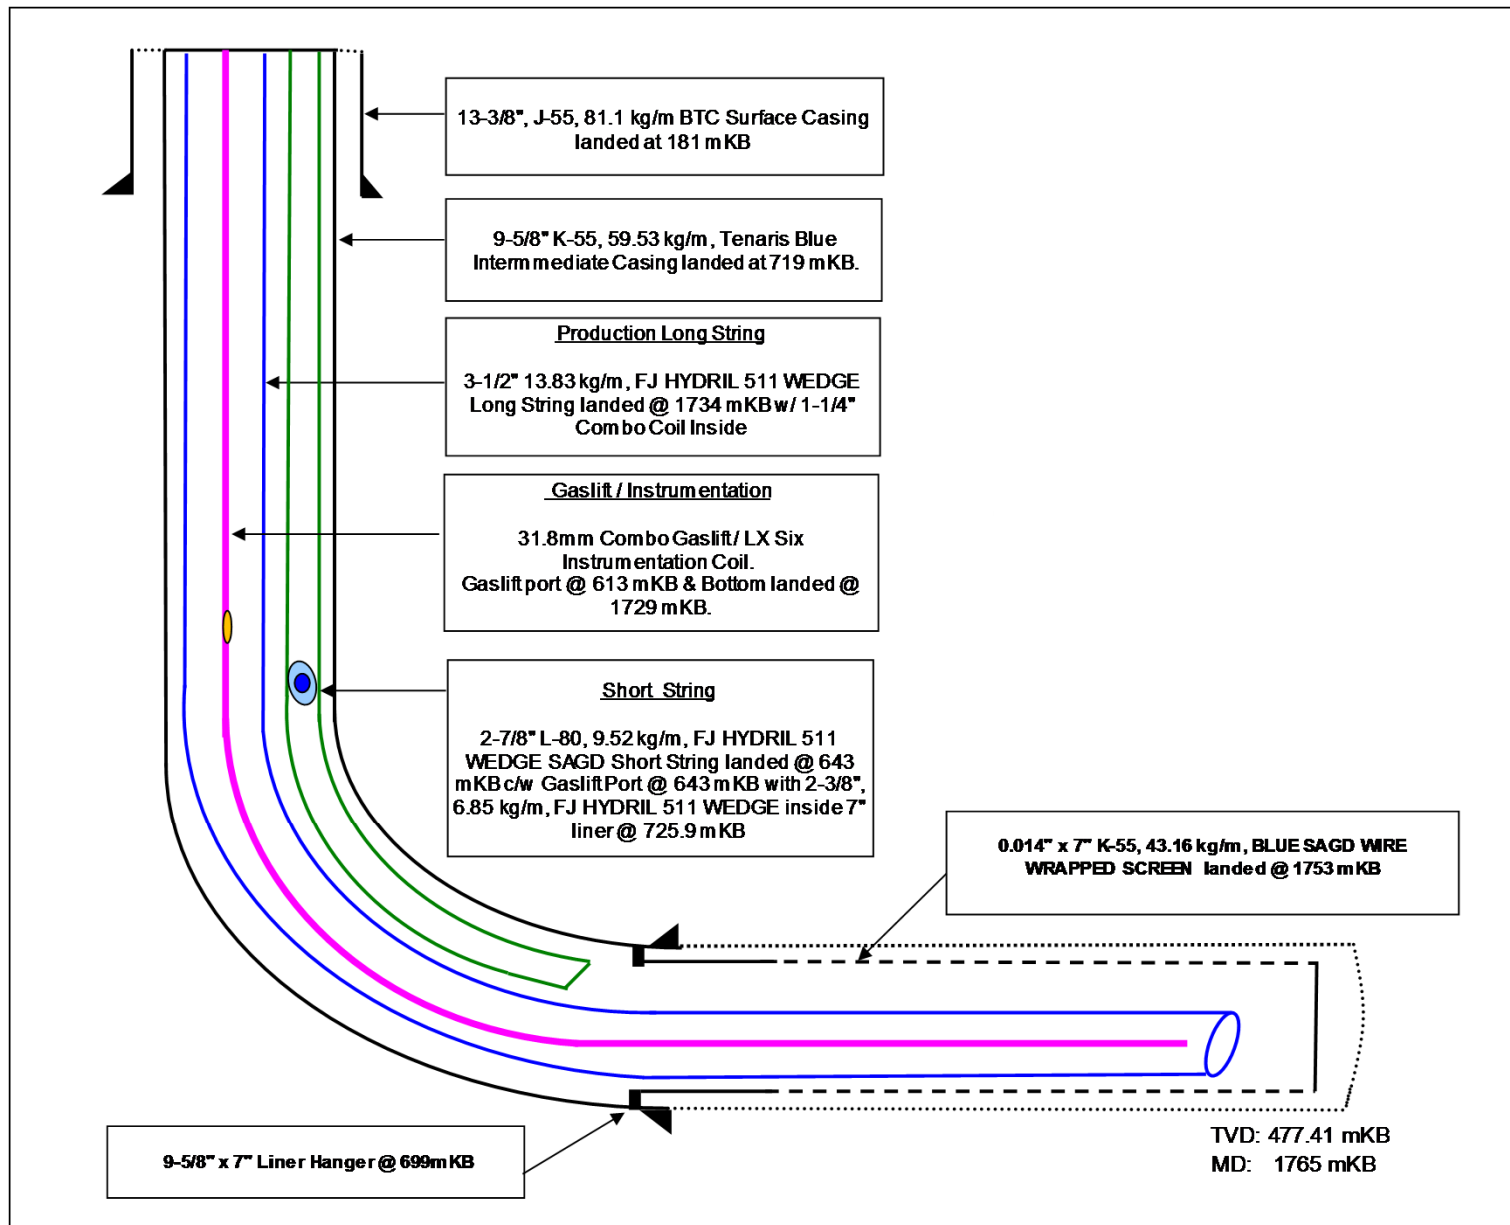 13-3/8", J-55, 81.1 kg/m BTC Surface Casing
landed at 181 mKB
9-5/8" K-55, 59.53 kg/m, Tenaris Blue
Intermmediate Casing landed at 719 mKB.
Production Long String
3-1/2" 13.83 kg/m, FJ HYDRIL 511 WEDGE
Long String landed @ 1734 mKB w/ 1-1/4"
Combo Coil Inside
Gaslift / Instrumentation
31.8mm Combo Gaslift / LX Six
Instrumentation Coil.
Gaslift port @ 613 mKB & Bottom landed @
1729 mKB.
Short String
2-7/8" L-80, 9.52 kg/m, FJ HYDRIL 511
WEDGE SAGD Short String landed @ 643
mKB c/w Gaslift Port @ 643 mKB with 2-3/8",
6.85 kg/m, FJ HYDRIL 511 WEDGE inside 7"
liner @ 725.9 mKB
0.014" x 7" K-55, 43.16 kg/m, BLUE SAGD WIRE
WRAPPED SCREEN landed @ 1753 mKB
9-5/8" x 7" Liner Hanger @ 699mKB
TVD: 477.41 mKB
MD: 1765 mKB